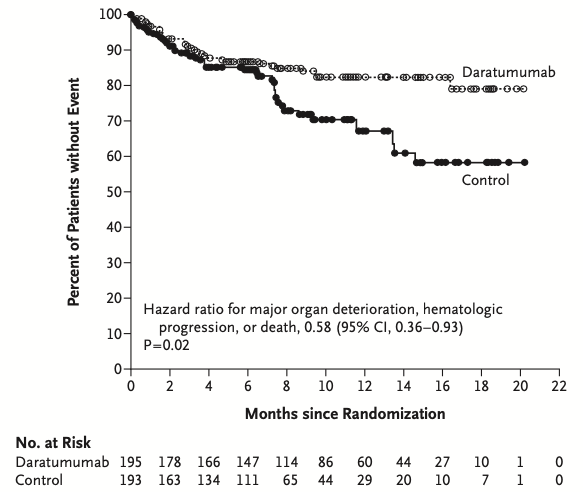 100
90
80
70
60
50
40
30
20
10
0
Percent of Patients without Event
Daratumumab
Control
Hazard ratio for major organ deterioration, hematologic
progression, or death, 0.58 (95% CI, 0.36–0.93)
P=0.02
0 2 4 6 8 10 12 14 16 18 20 22
Months since Randomization
No. at Risk
Daratumumab 195 178 166 147 114 86 60 44 27 10 1 0
Control 193 163 134 111 65 44 29 20 10 7 1 0